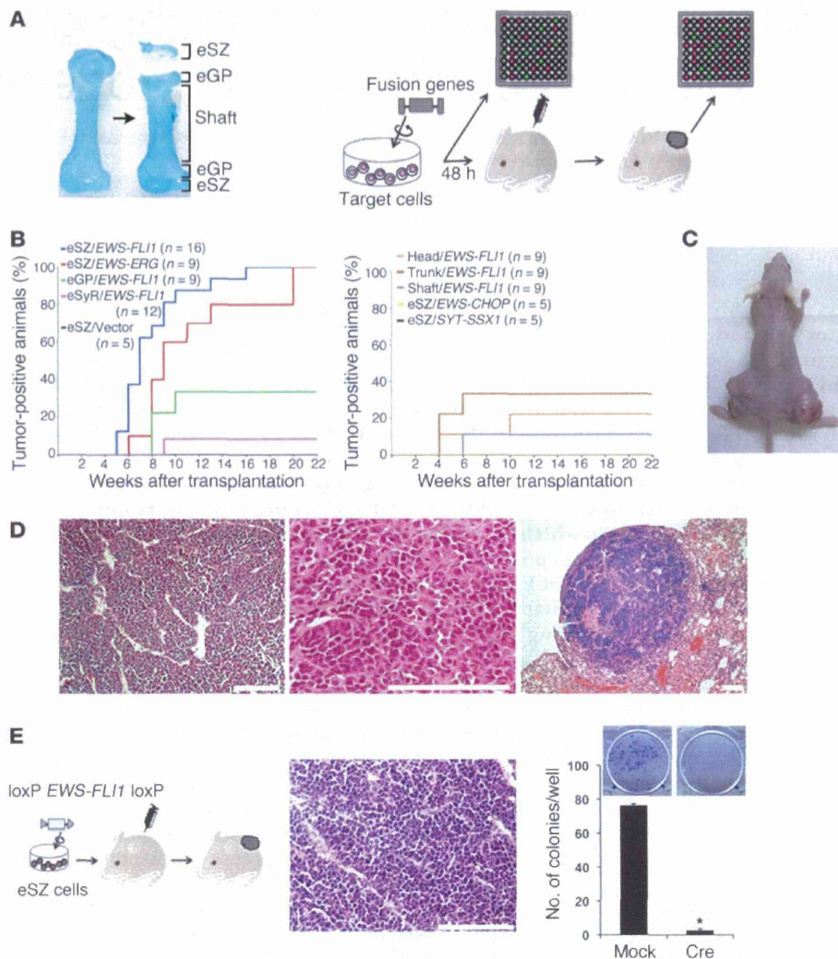 A
eSZ
eGP
Shaft
eGP
eSZ
Fusion genes
Target cells
48 h
B
eSZ/EWS-FLI1 (n = 16)
eSZ/EWS-ERG (n = 9)
eGP/EWS-FLI1 (n = 9)
eSyR/EWS-FLI1
(n = 12)
eSZ/Vector
(n = 5)
Tumor-positive animals (%)
100
80
60
40
20
0
2 4 6 8 10 12 14 16 18 20 22
Weeks after transplantation
Head/EWS-FLI1 (n = 9)
Trunk/EWS-FLI1 (n = 9)
Shaft/EWS-FLI1 (n = 9)
eSZ/EWS-CHOP (n = 5)
eSZ/SYT-SSX1 (n = 5)
Tumor-positive animals (%)
100
80
60
40
20
0
2 4 6 8 10 12 14 16 18 20 22
Weeks after transplantation
C
D
E
loxP EWS-FLI1 loxP
eSZ cells
No. of colonies/well
100
80
60
40
20
0
*
Mock Cre